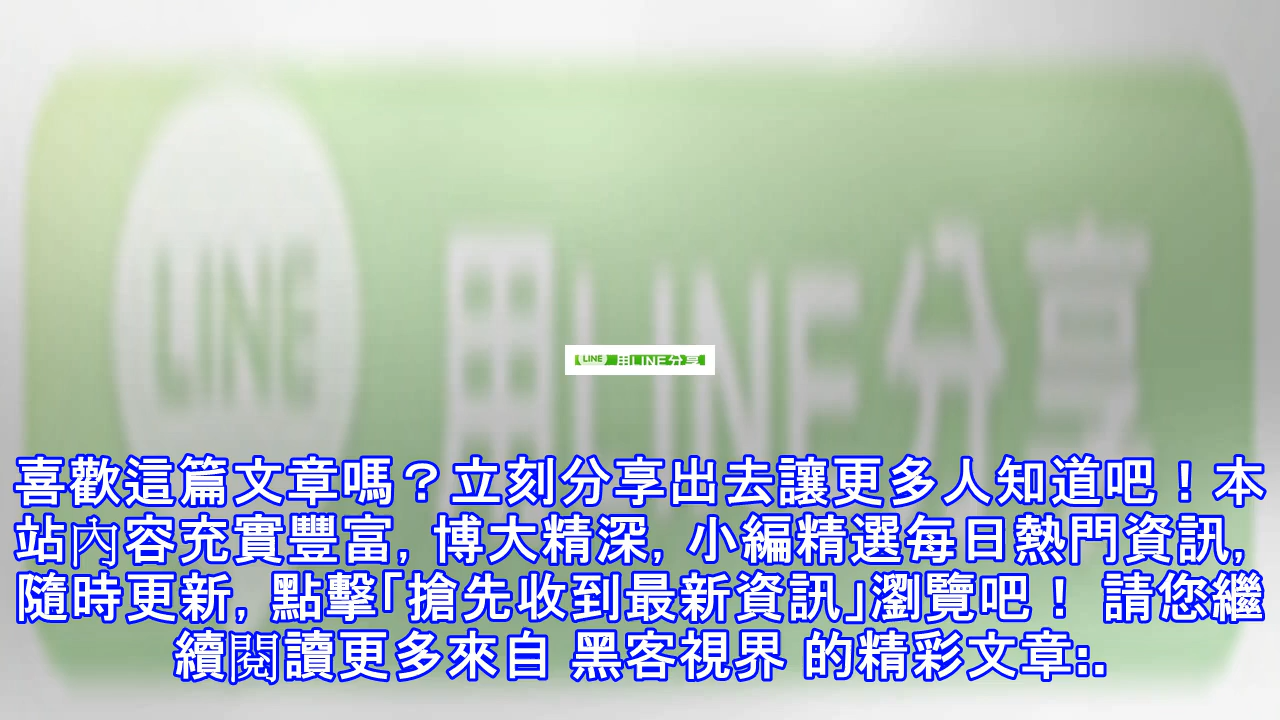 LINE
用LINE分享
LINE 用LINE分享
喜歡這篇文章嗎？立刻分享出去讓更多人知道吧！本
站內容充實豐富, 博大精深, 小編精選每日熱門資訊,
隨時更新, 點擊「搶先收到最新資訊」瀏覽吧！ 請您繼
續閱讀更多來自 黑客視界 的精彩文章:.